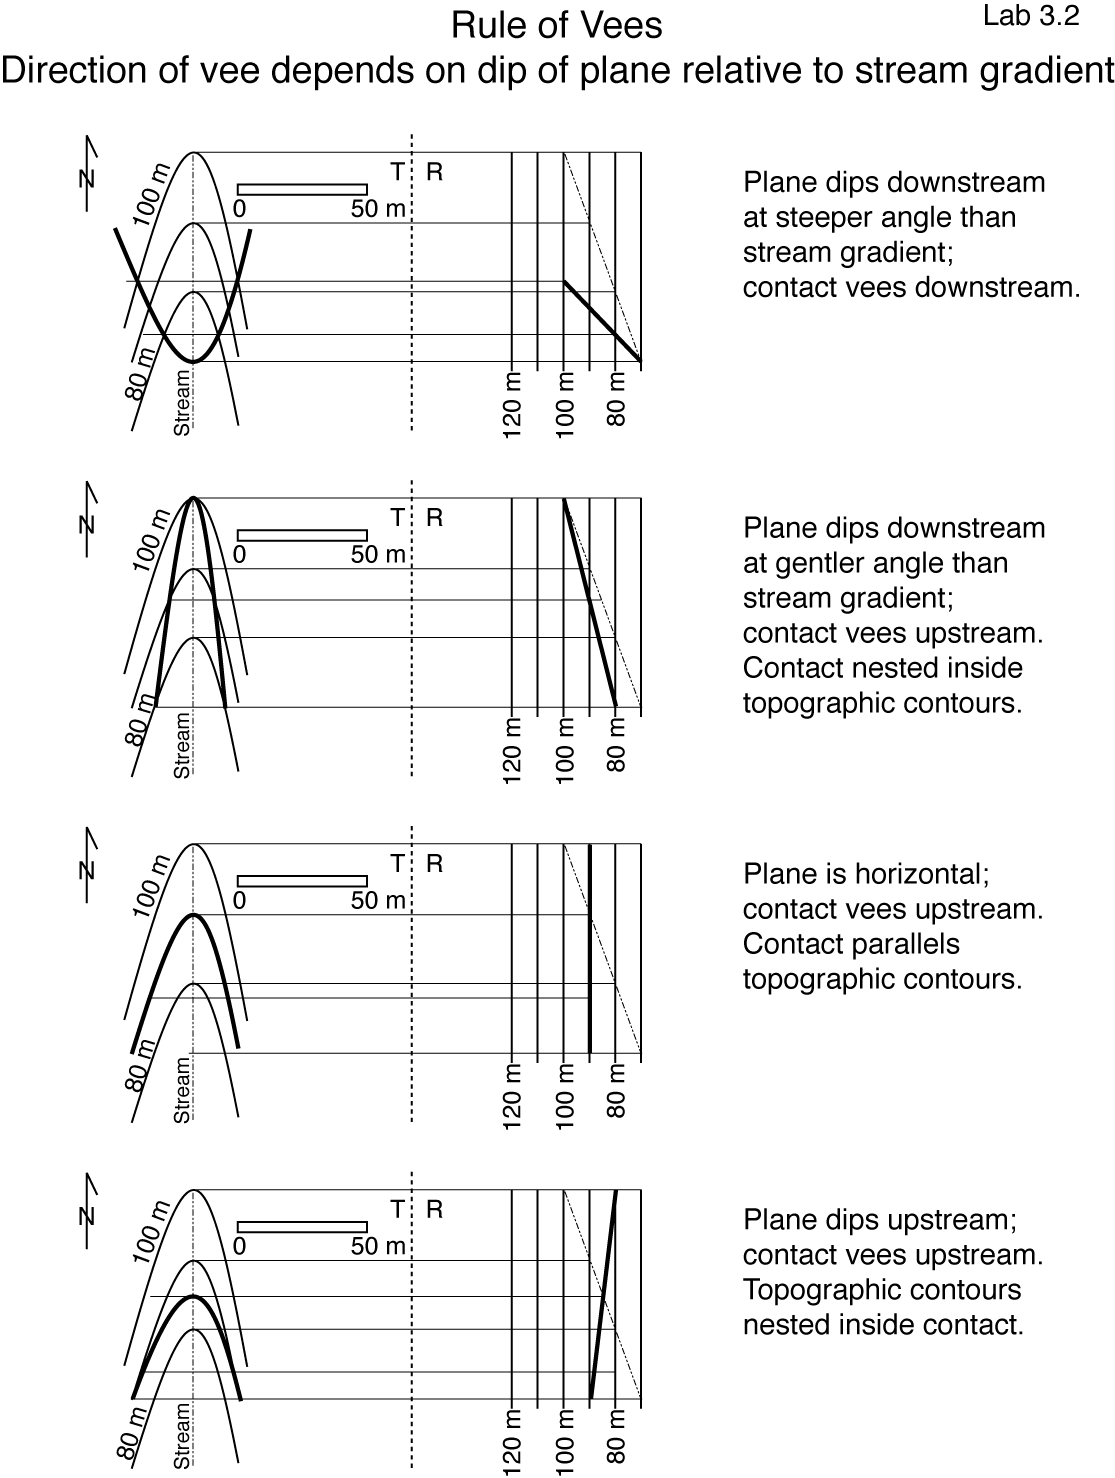 Rule of Vees
Lab 3.2
Direction of vee depends on dip of plane relative to stream gradient
N
100 m
80 m
Stream
T R
0 50 m
120 m
100 m
80 m
Plane dips downstream
at steeper angle than
stream gradient;
contact vees downstream.
N
100 m
80 m
Stream
T R
0 50 m
120 m
100 m
80 m
Plane dips downstream
at gentler angle than
stream gradient;
contact vees upstream.
Contact nested inside
topographic contours.
N
100 m
80 m
Stream
T R
0 50 m
120 m
100 m
80 m
Plane is horizontal;
contact vees upstream.
Contact parallels
topographic contours.
N
100 m
80 m
Stream
T R
0 50 m
120 m
100 m
80 m
Plane dips upstream;
contact vees upstream.
Topographic contours
nested inside contact.